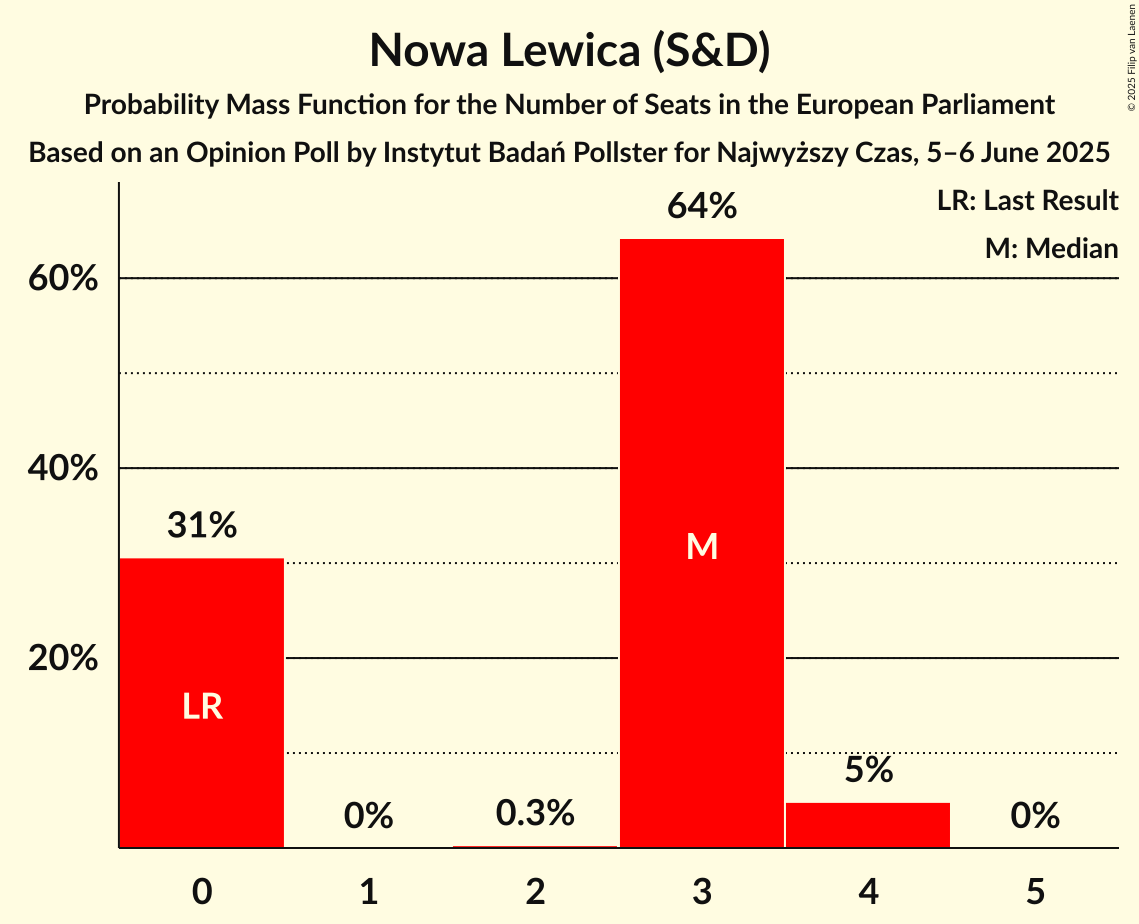 Nowa Lewica (S&D)
Probability Mass Function for the Number of Seats in the European Parliament
Based on an Opinion Poll by Instytut Badań Pollster for Najwyższy Czas, 5–6 June 2025
© 2025 Filip van Laenen
LR: Last Result
M: Median
60%
40%
20%
31%
0%
0.3%
64%
5%
0%
LR
M
0
1
2
3
4
5